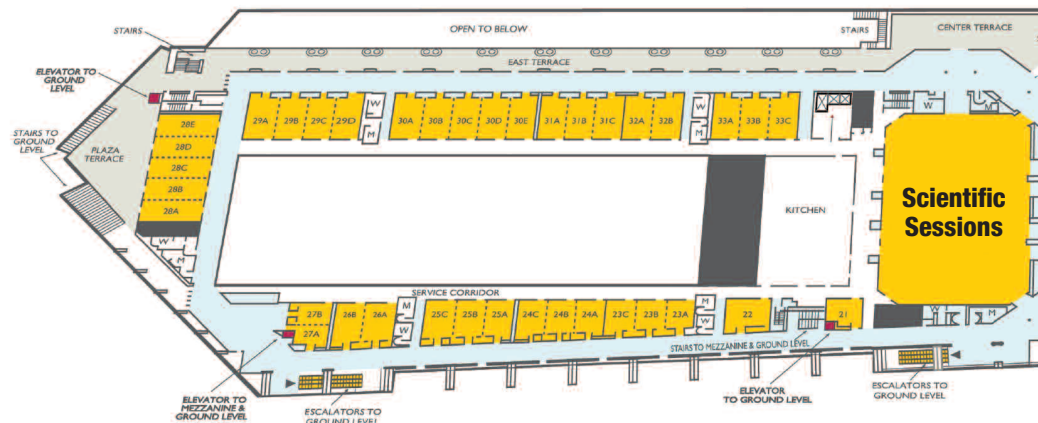 OPEN TO BELOW
STAIRS
CENTER TERRACE
STAIRS
EAST TERRACE
ELEVATOR TO
GROUND
LEVEL
STAIRS TO
GROUND LEVEL
PLAZA
TERRACE
28E
28D
28C
28B
28A
W
M
29A
29B
29C
29D
W
M
30A
30B
30C
30D
30E
31A
31B
31C
32A
32B
W
M
33A
33B
33C
W
M
Scientific
Sessions
KITCHEN
SERVICE CORRIDOR
27B
27A
26B
26A
M
W
25C
25B
25A
24C
24B
24A
23C
23B
23A
M
W
22
21
W
M
STAIRS TO MEZZANINE & GROUND LEVEL
ELEVATOR TO
MEZZANINE &
GROUND LEVEL
ESCALATORS TO
GROUND LEVEL
ELEVATOR
TO GROUND LEVEL
ESCALATORS TO
GROUND LEVEL